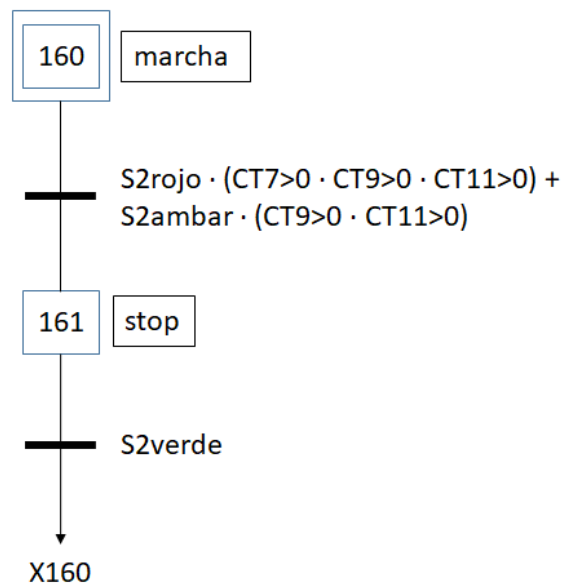 160 marcha
S2rojo · (CT7>0 · CT9>0 · CT11>0) +
S2ambar · (CT9>0 · CT11>0)
161 stop
S2verde
X160